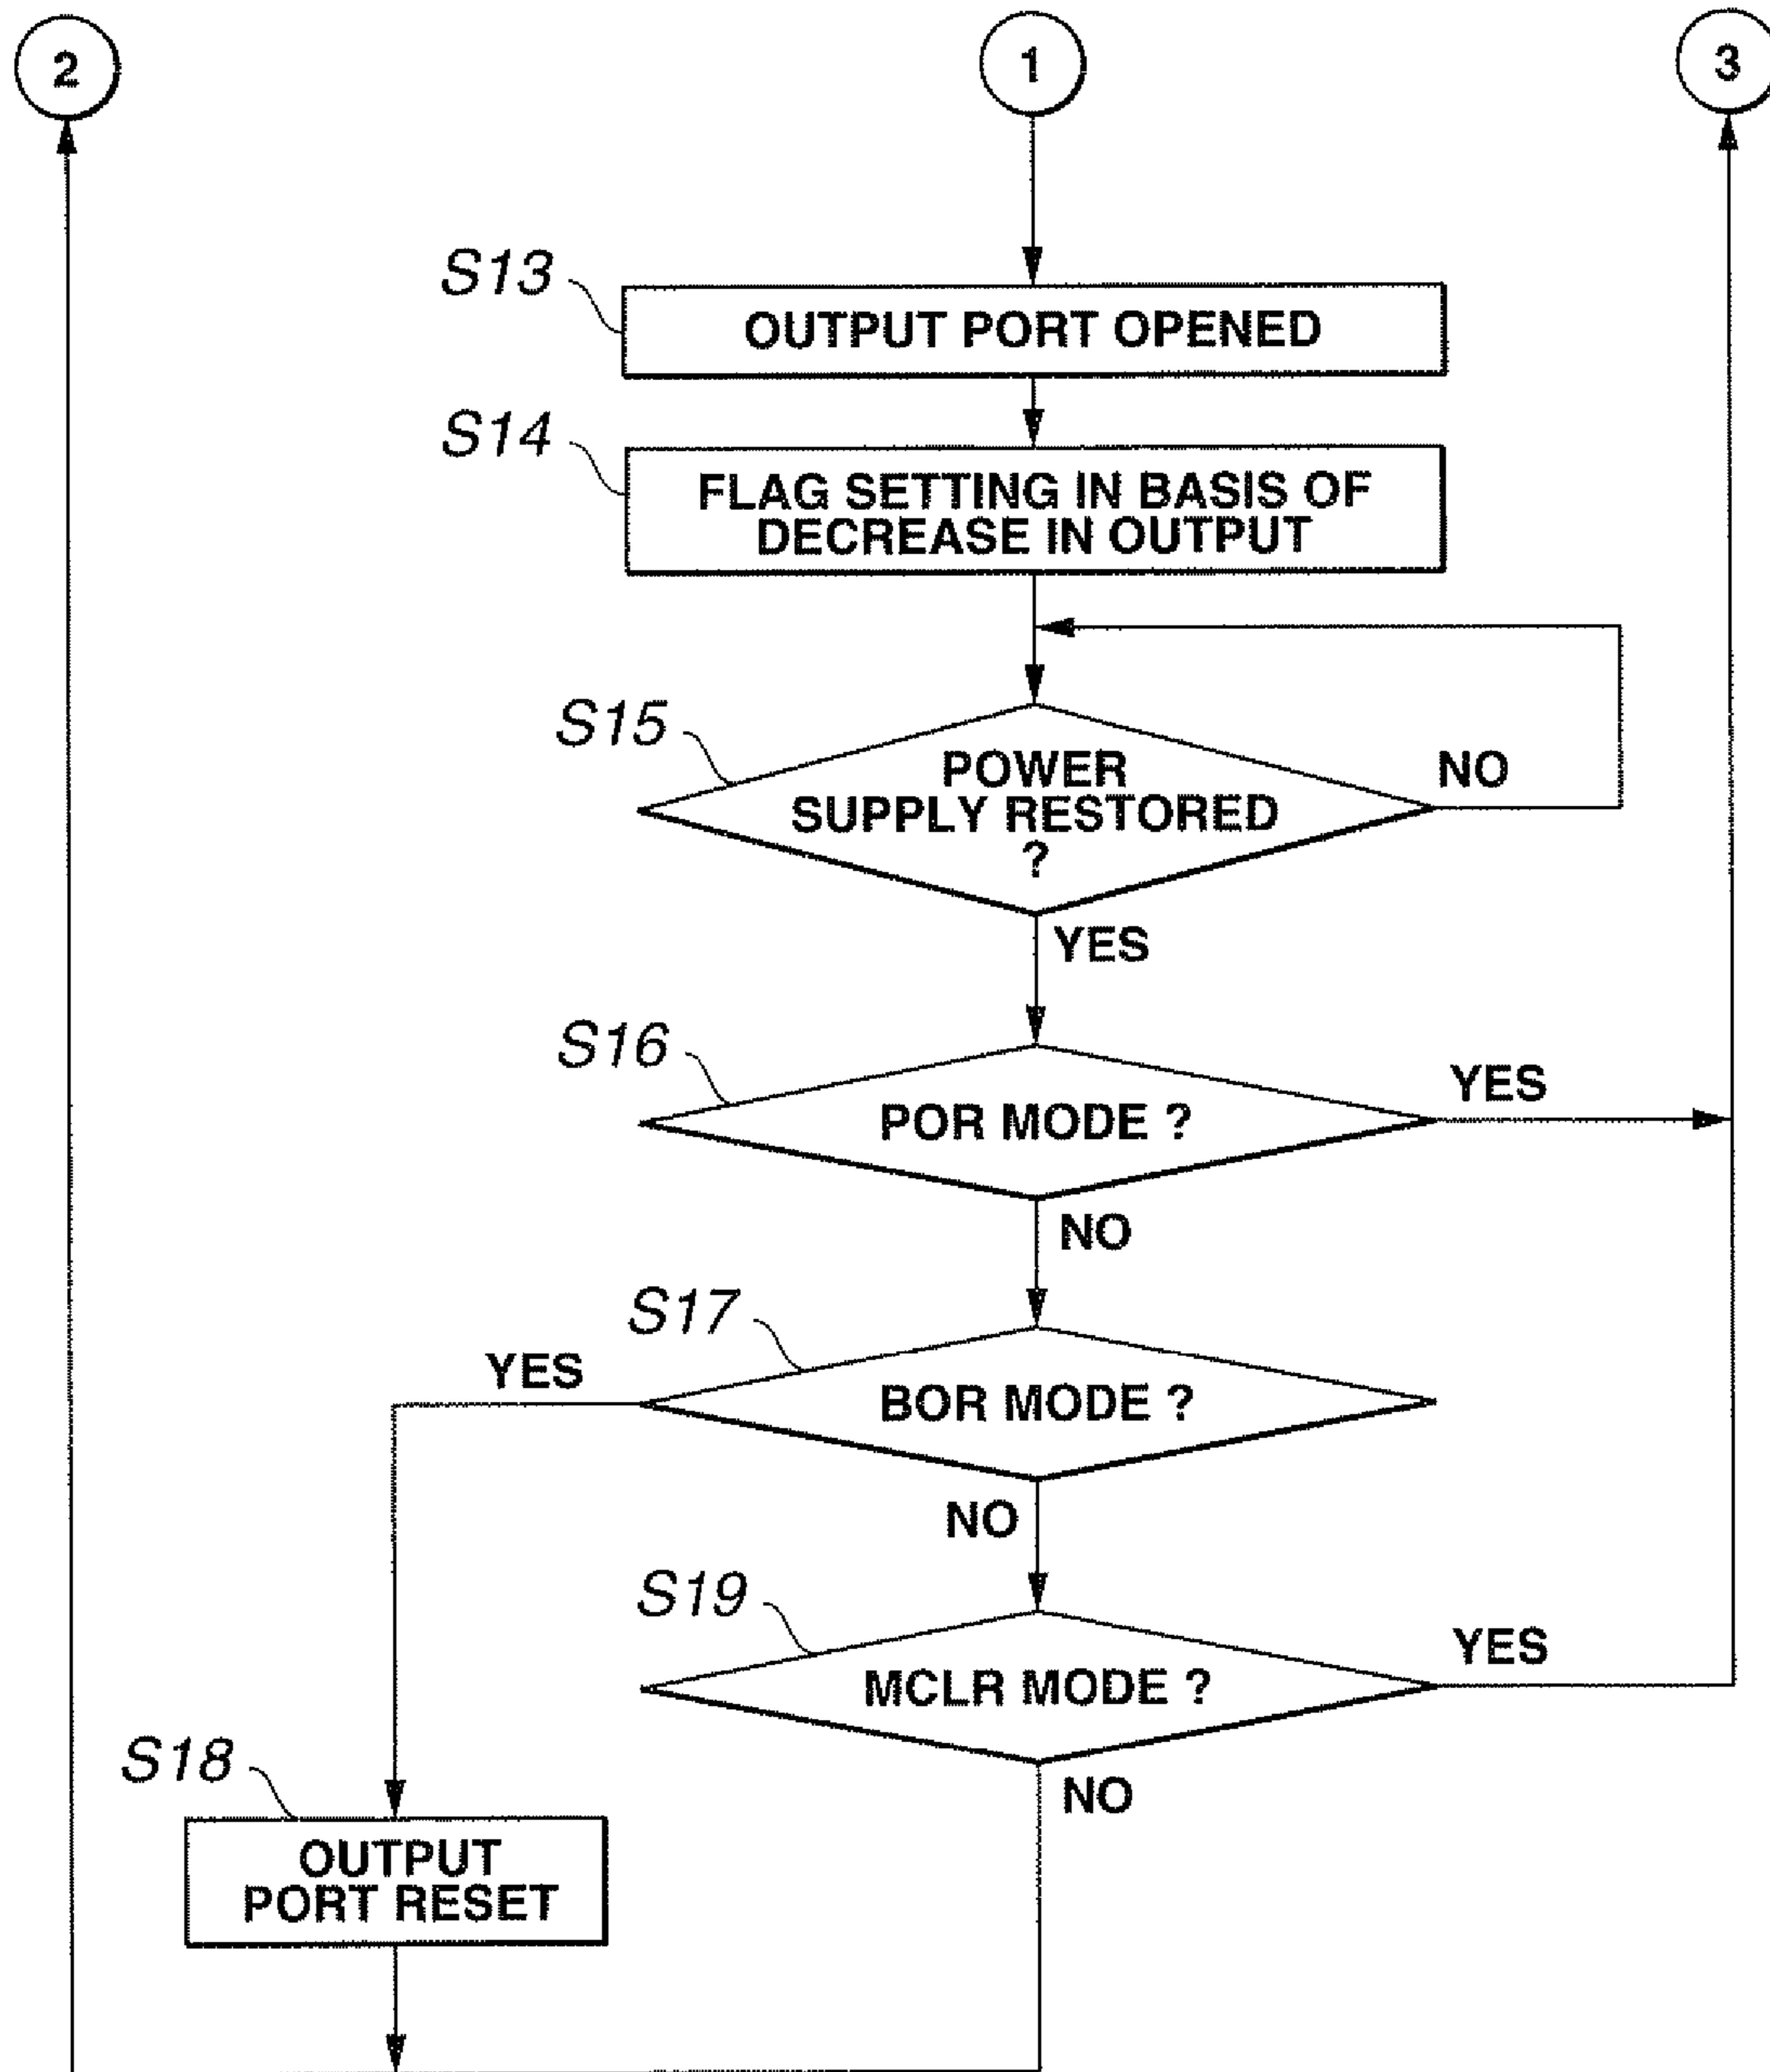 2
1
3
S13
OUTPUT PORT OPENED
S14
FLAG SETTING IN BASIS OF
DECREASE IN OUTPUT
S15
POWER
SUPPLY RESTORED
?
NO
YES
S16
POR MODE ?
YES
NO
S17
YES
BOR MODE ?
NO
S19
MCLR MODE ?
YES
NO
S18
OUTPUT
PORT RESET